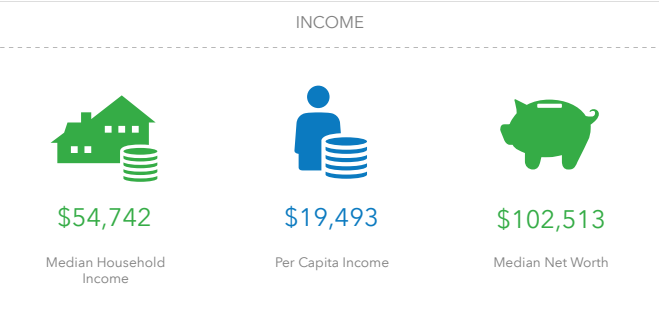 INCOME
$54,742
$19,493
$102,513
Median Household
Income
Per Capita Income
Median Net Worth